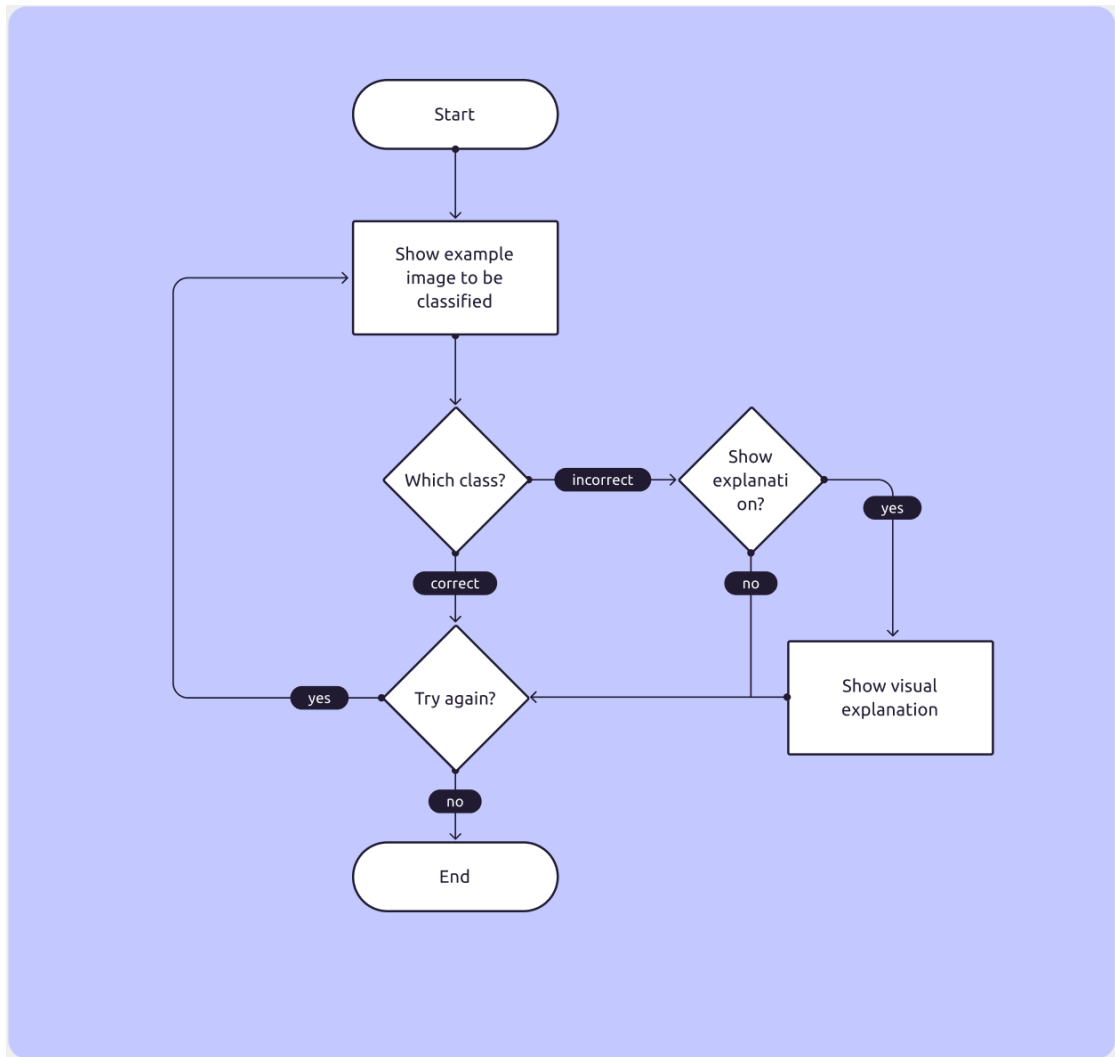 Start
Show example
image to be
classified
Which class?
incorrect
Show
explanati
on?
yes
correct
no
yes
Try again?
Show visual
explanation
no
End